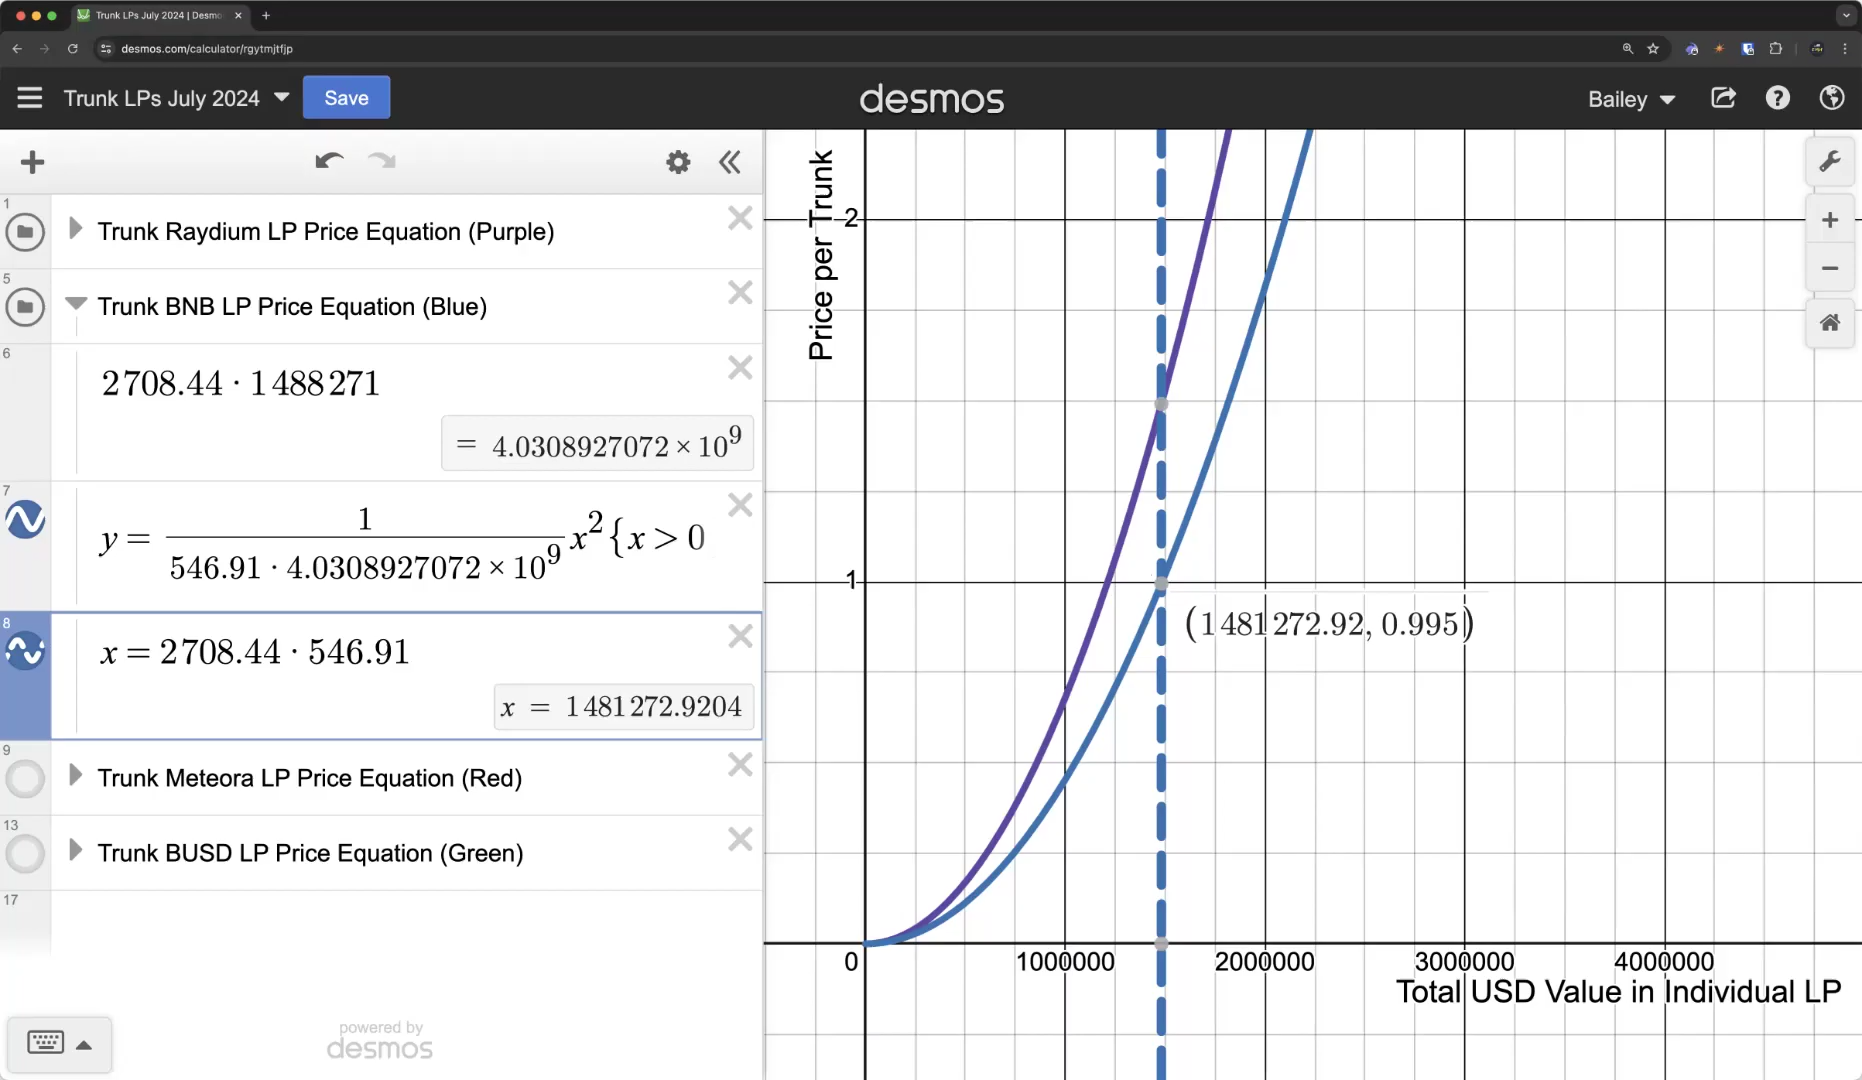 Trunk LPs July 2024 | Desmo
desmos.com/calculator/rgytmjtfjp
Trunk LPs July 2024
Save
desmos
Bailey
1
Trunk Raydium LP Price Equation (Purple)
5
Trunk BNB LP Price Equation (Blue)
6
2708.44 · 1488271
= 4.0308927072 × 10^9
7
y = 1 / (546.91 · 4.0308927072 × 10^9) x^2 {x > 0
8
x = 2708.44 · 546.91
x = 1481272.9204
9
Trunk Meteora LP Price Equation (Red)
13
Trunk BUSD LP Price Equation (Green)
17
powered by
desmos
Price per Trunk
2
1
(1481272.92, 0.995)
0 1000000 2000000 3000000 4000000
Total USD Value in Individual LP